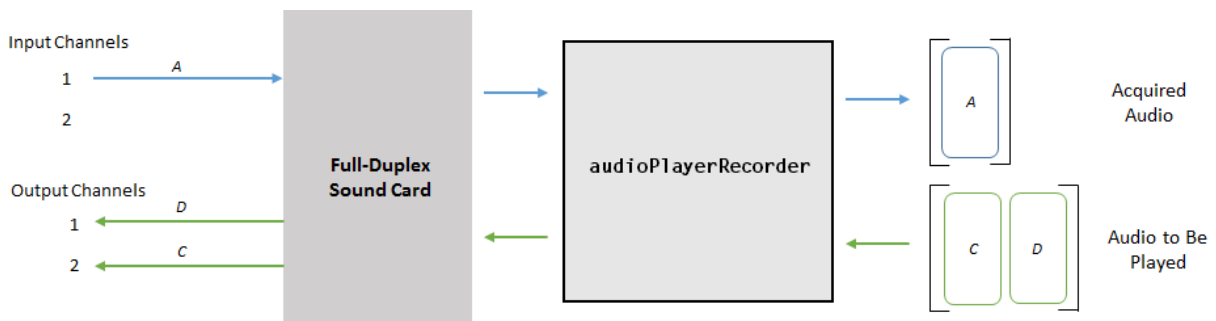 Input Channels
1
A
2
Full-Duplex
Sound Card
Output Channels
1
D
2
C
audioPlayerRecorder
A
Acquired
Audio
C
D
Audio to Be
Played